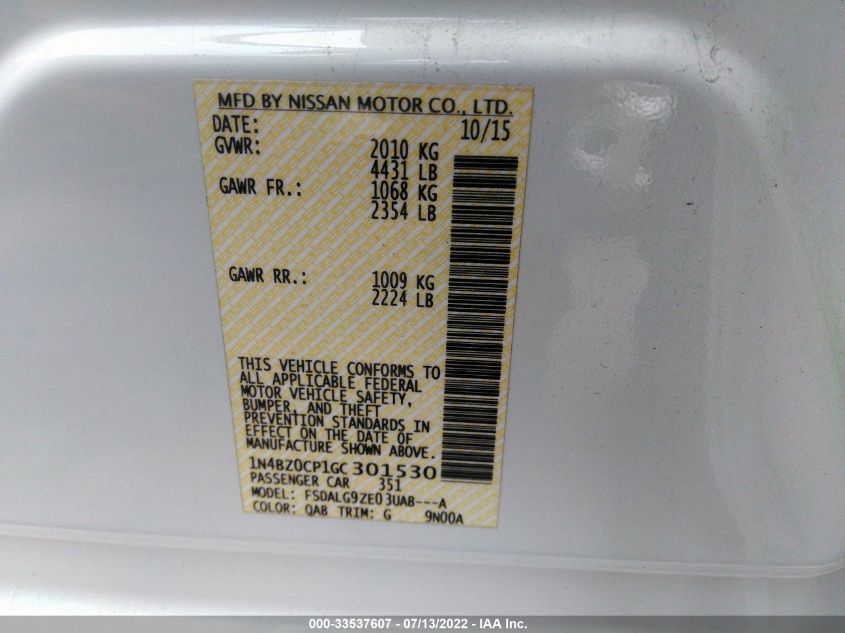 MFD BY NISSAN MOTOR CO., LTD.
DATE: 10/15
GVWR: 2010 KG
4431 LB
GAWR FR.: 1068 KG
2354 LB
GAWR RR.: 1009 KG
2224 LB
THIS VEHICLE CONFORMS TO
ALL APPLICABLE FEDERAL
MOTOR VEHICLE SAFETY,
BUMPER, AND THEFT
PREVENTION STANDARDS IN
EFFECT ON THE DATE OF
MANUFACTURE SHOWN ABOVE.
1N4BZ0CP1GC301530
PASSENGER CAR 351
MODEL: FSDALG9ZE03UAB---A
COLOR: QAB TRIM: G 9N00A
000-33537607 - 07/13/2022 - IAA Inc.